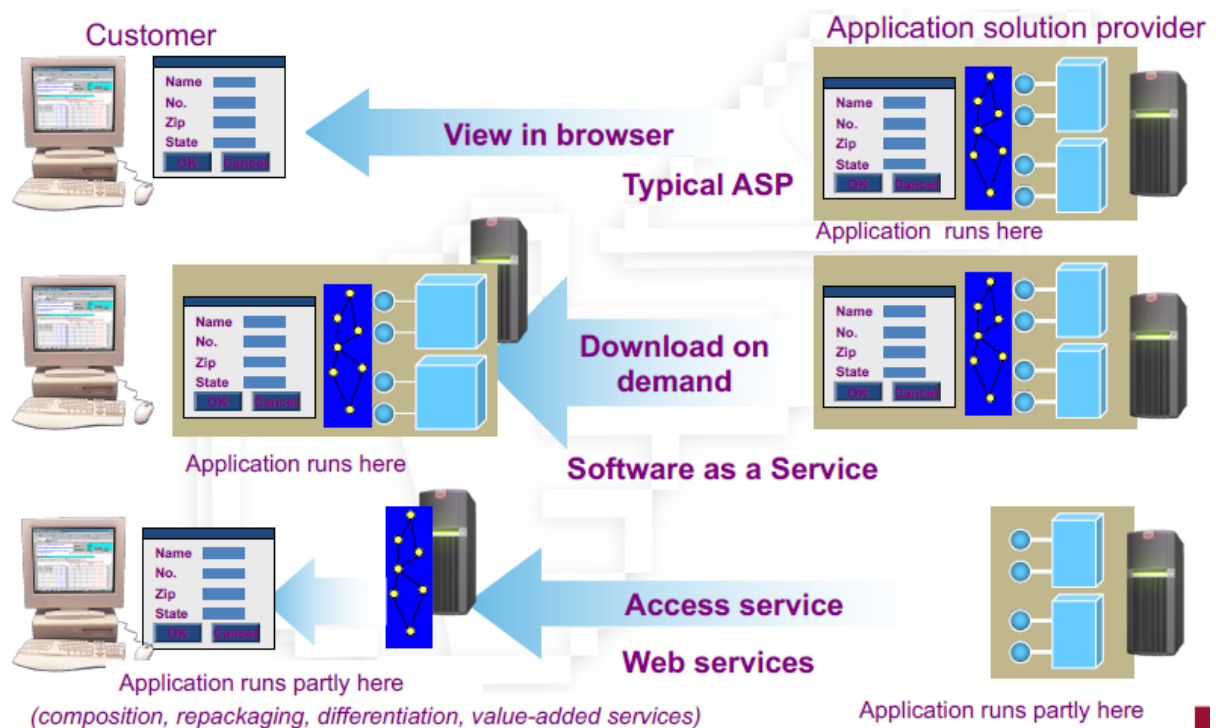 Customer
Application solution provider
Name
No.
Zip
State
OK Cancel
View in browser
Typical ASP
Name
No.
Zip
State
OK Cancel
Application runs here
Name
No.
Zip
State
OK Cancel
Application runs here
Download on
demand
Software as a Service
Name
No.
Zip
State
OK Cancel
Name
No.
Zip
State
OK Cancel
Application runs partly here
(composition, repackaging, differentiation, value-added services)
Access service
Web services
Application runs partly here